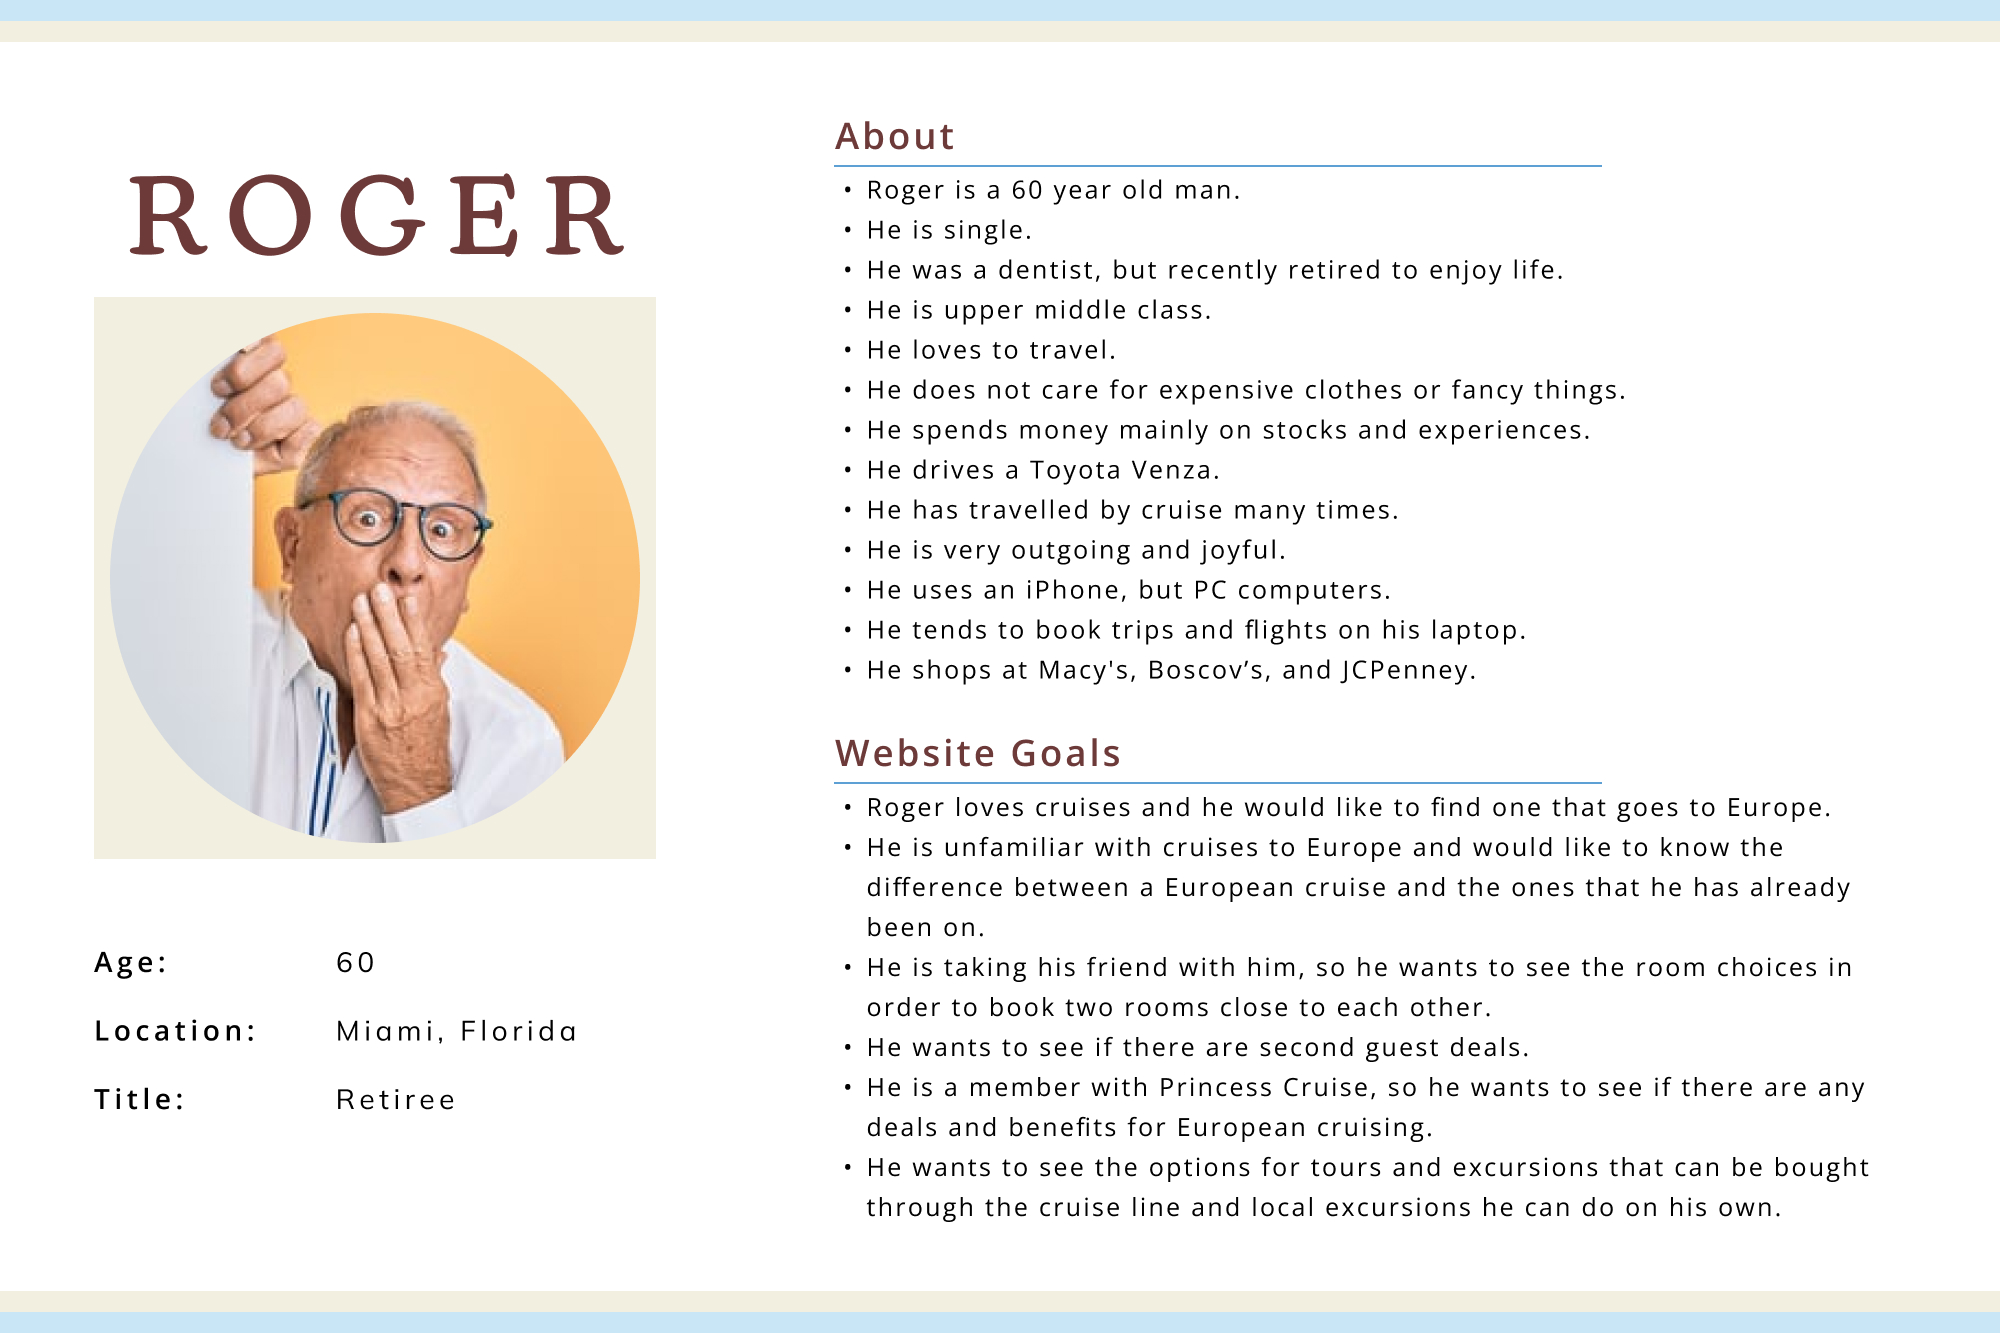 ROGER
Age: 60
Location: Miami, Florida
Title: Retiree
About
• Roger is a 60 year old man.
• He is single.
• He was a dentist, but recently retired to enjoy life.
• He is upper middle class.
• He loves to travel.
• He does not care for expensive clothes or fancy things.
• He spends money mainly on stocks and experiences.
• He drives a Toyota Venza.
• He has travelled by cruise many times.
• He is very outgoing and joyful.
• He uses an iPhone, but PC computers.
• He tends to book trips and flights on his laptop.
• He shops at Macy's, Boscov’s, and JCPenney.
Website Goals
• Roger loves cruises and he would like to find one that goes to Europe.
• He is unfamiliar with cruises to Europe and would like to know the
difference between a European cruise and the ones that he has already
been on.
• He is taking his friend with him, so he wants to see the room choices in
order to book two rooms close to each other.
• He wants to see if there are second guest deals.
• He is a member with Princess Cruise, so he wants to see if there are any
deals and benefits for European cruising.
• He wants to see the options for tours and excursions that can be bought
through the cruise line and local excursions he can do on his own.